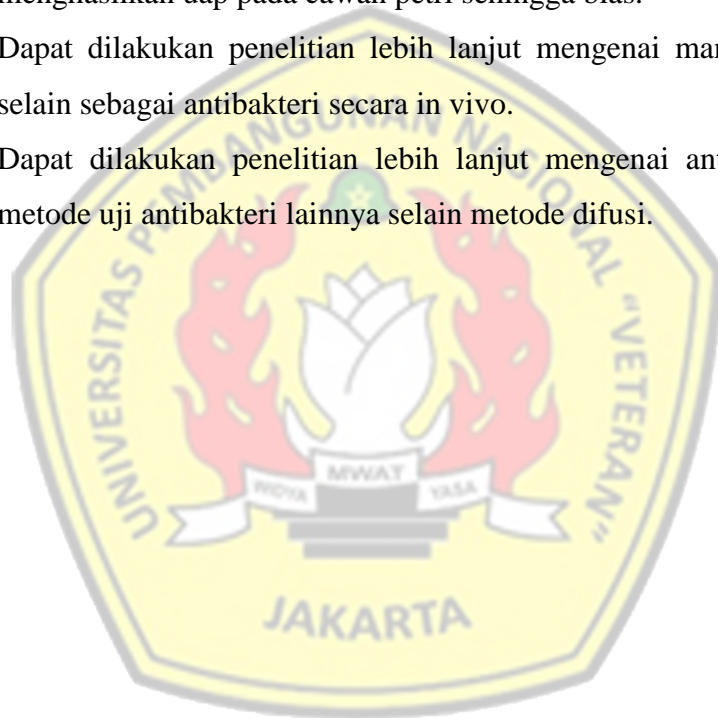 menghasilkan uap pada cawan petri sehingga bias.
Dapat dilakukan penelitian lebih lanjut mengenai
selain sebagai antibakteri secara in vivo.
Dapat dilakukan penelitian lebih lanjut mengenai
metode uji antibakteri lainnya selain metode difusi.
UNIVERSITAS PEMBANGUNAN NASIONAL "VETERAN"
WIDYA MWAT YASA
JAKARTA